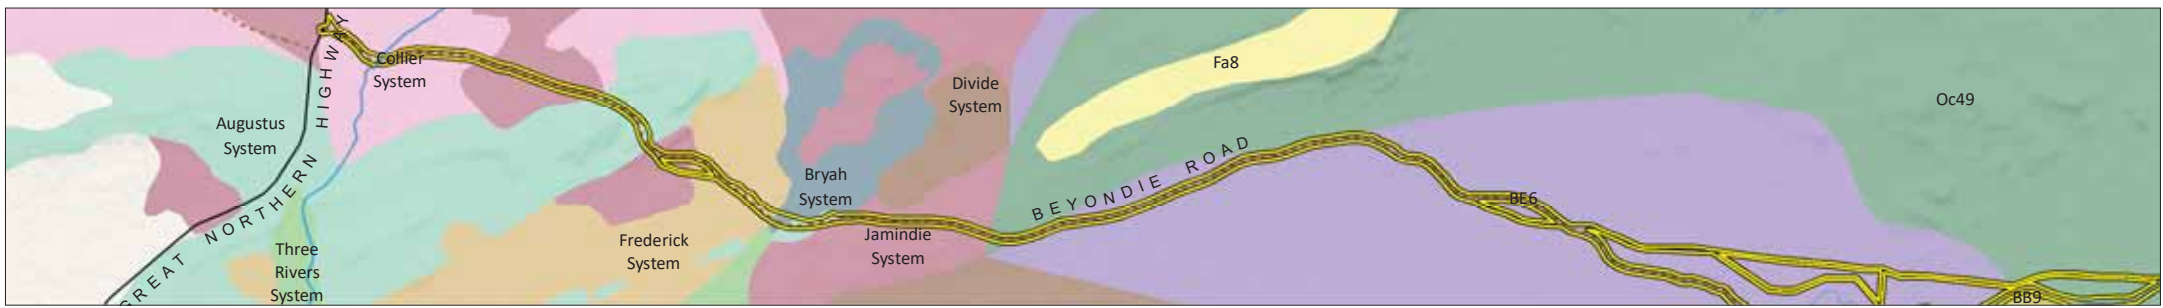 Collier
System
Augustus
System
GREAT NORTHERN HIGHWAY
Three
Rivers
System
Frederick
System
Bryah
System
Divide
System
Jamindie
System
BEYONDIE ROAD
Fa8
Oc49
BE6
BB9